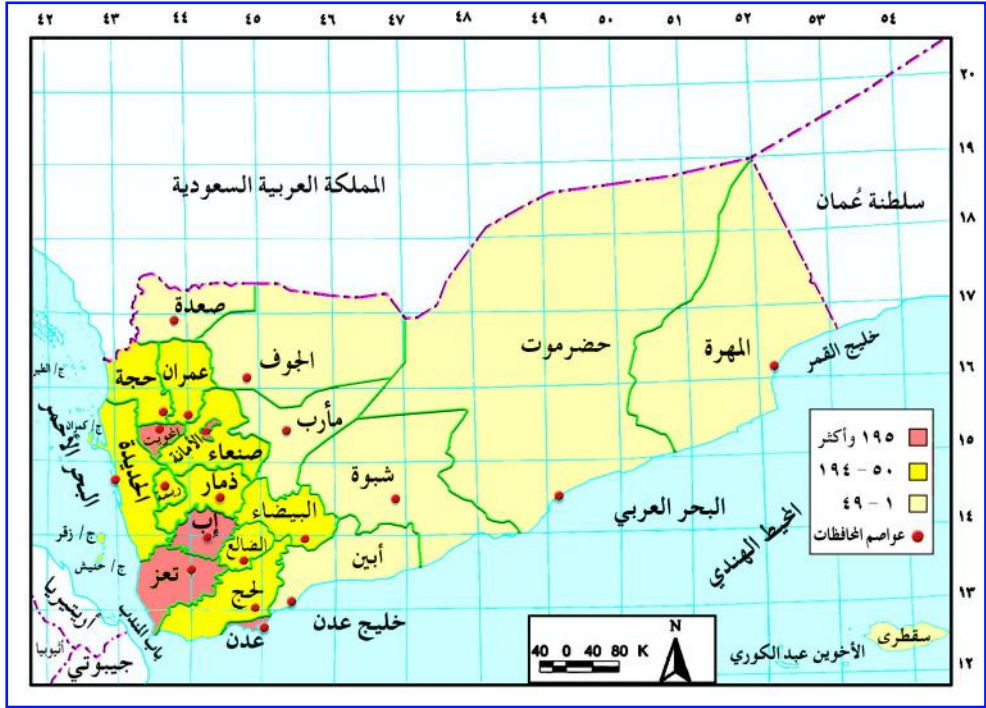 ٤٢ ٤٣ ٤٤ ٤٥ ٤٦ ٤٧ ٤٨ ٤٩ ٥٠ ٥١ ٥٢ ٥٣ ٥٤
٢٠
١٩
١٨
١٧
١٦
١٥
١٤
١٣
١٢
المملكة العربية السعودية
سلطنة عُمان
صعدة
الجوف
حضرموت
المهرة
خليج القمر
حجة
عمران
مأرب
المحويت
الأمانة
صنعاء
الحديدة
ريمة
ذمار
شبوة
البيضاء
إب
الضالع
أبين
تعز
لحج
عدن
خليج عدن
البحر العربي
المحيط الهندي
البحر الأحمر
ج/ الطير
ج/ كمران
ج/ زقر
ج/ حنيش
باب المندب
أريتيريا
أثيوبيا
جيبوتي
سقطرى
الأخوين عبد الكوري
١٩٥ وأكثر
٥٠ - ١٩٤
١ - ٤٩
عواصم المحافظات
N
40 0 40 80 K